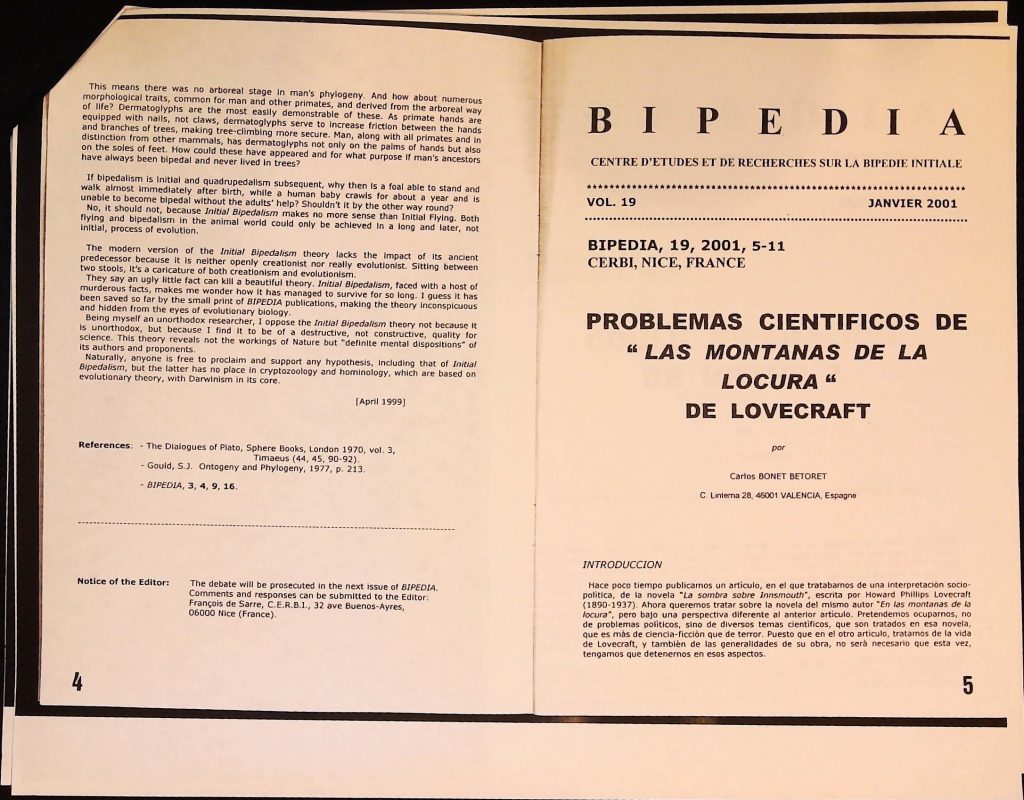 This means there was no arboreal stage in man's phylogeny. And how about numerous
morphological traits, common for man and other primates, and derived from the arboreal way
of life? Dermatoglyphs are the most easily demonstrable of these. As primate hands are
equipped with nails, not claws, dermatoglyphs serve to increase friction between the hands
and branches of trees, making tree-climbing more secure. Man, along with all primates and in
distinction from other mammals, has dermatoglyphs not only on the palms of hands but also
on the soles of feet. How could these have appeared and for what purpose if man's ancestors
have always been bipedal and never lived in trees?
If bipedalism is initial and quadrupedalism subsequent, why then is a foal able to stand and
walk almost immediately after birth, while a human baby crawls for about a year and is
unable to become bipedal without the adults' help? Shouldn't it by the other way round?
No, it should not, because Initial Bipedalism makes no more sense than Initial Flying. Both
flying and bipedalism in the animal world could only be achieved in a long and later, not
initial, process of evolution.
The modern version of the Initial Bipedalism theory lacks the impact of its ancient
predecessor because it is neither openly creationist nor really evolutionist. Sitting between
two stools, it's a caricature of both creationism and evolutionism.
They say an ugly little fact can kill a beautiful theory. Initial Bipedalism, faced with a host of
murderous facts, makes me wonder how it has managed to survive for so long. I guess it has
been saved so far by the small print of BIPEDIA publications, making the theory inconspicuous
and hidden from the eyes of evolutionary biology.
Being myself an unorthodox researcher, I oppose the Initial Bipedalism theory not because it
is unorthodox, but because I find it to be of a destructive, not constructive, quality for
science. This theory reveals not the workings of Nature but "definite mental dispositions" of
its authors and proponents.
Naturally, anyone is free to proclaim and support any hypothesis, including that of Initial
Bipedalism, but the latter has no place in cryptozoology and hominology, which are based on
evolutionary theory, with Darwinism in its core.
[April 1999]
References: - The Dialogues of Plato, Sphere Books, London 1970, vol. 3,
Timaeus (44, 45, 90-92).
- Gould, S.J. Ontogeny and Phylogeny, 1977, p. 213.
- BIPEDIA, 3, 4, 9, 16.
Notice of the Editor: The debate will be prosecuted in the next issue of BIPEDIA.
Comments and responses can be submitted to the Editor:
François de Sarre, C.E.R.B.I., 32 ave Buenos-Ayres,
06000 Nice (France).
4
BIPEDIA
CENTRE D'ETUDES ET DE RECHERCHES SUR LA BIPEDIE INITIALE
VOL. 19 JANVIER 2001
BIPEDIA, 19, 2001, 5-11
CERBI, NICE, FRANCE
PROBLEMAS CIENTIFICOS DE
" LAS MONTANAS DE LA
LOCURA "
DE LOVECRAFT
por
Carlos BONET BETORET
C Linterna 28, 46001 VALENCIA, Espagne
INTRODUCCION
Hace poco tiempo publicamos un artículo, en el que tratabamos de una interpretación socio-
política, de la novela "La sombra sobre Innsmouth", escrita por Howard Phillips Lovecraft
(1890-1937). Ahora queremos tratar sobre la novela del mismo autor "En las montanas de la
locura", pero bajo una perspectiva diferente al anterior artículo. Pretendemos ocuparnos, no
de problemas políticos, sino de diversos temas científicos, que son tratados en esa novela,
que es más de ciencia-ficción que de terror. Puesto que en el otro artículo, tratamos de la vida
de Lovecraft, y también de las generalidades de su obra, no será necesario que esta vez,
tengamos que detenernos en esos aspectos.
5